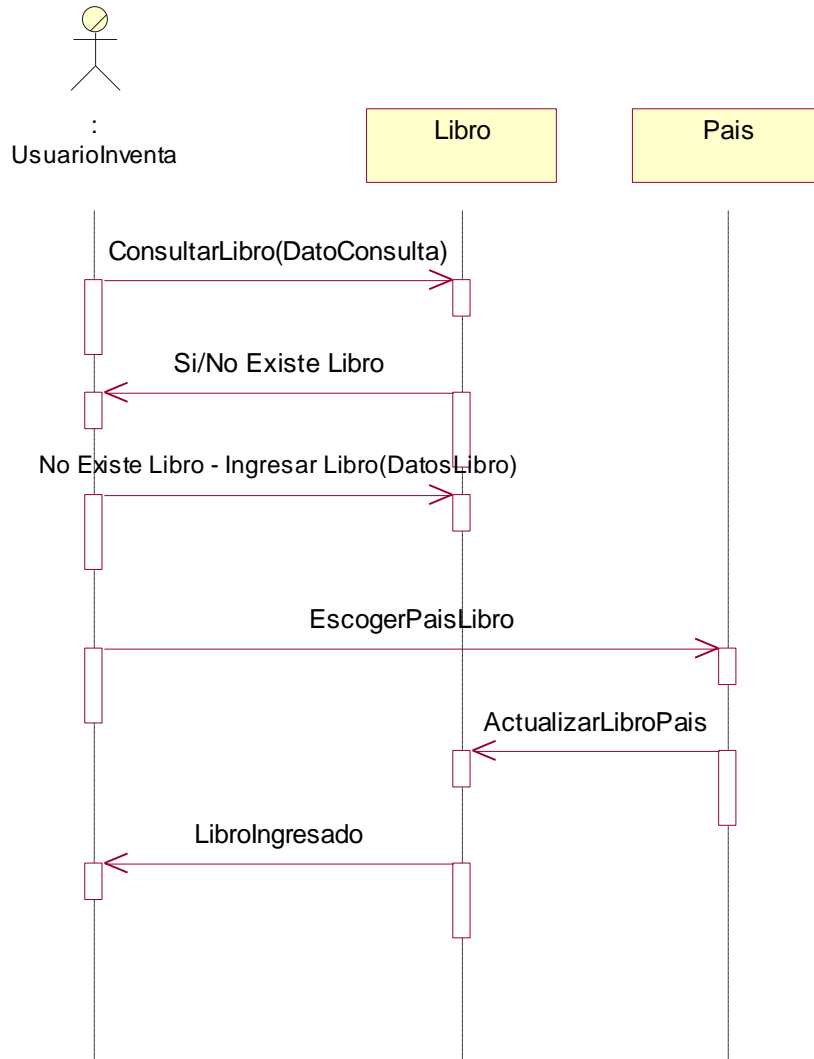 :
UsuarioInventa
Libro
Pais
ConsultarLibro(DatoConsulta)
Si/No Existe Libro
No Existe Libro - Ingresar Libro(DatosLibro)
EscogerPaisLibro
ActualizarLibroPais
LibroIngresado